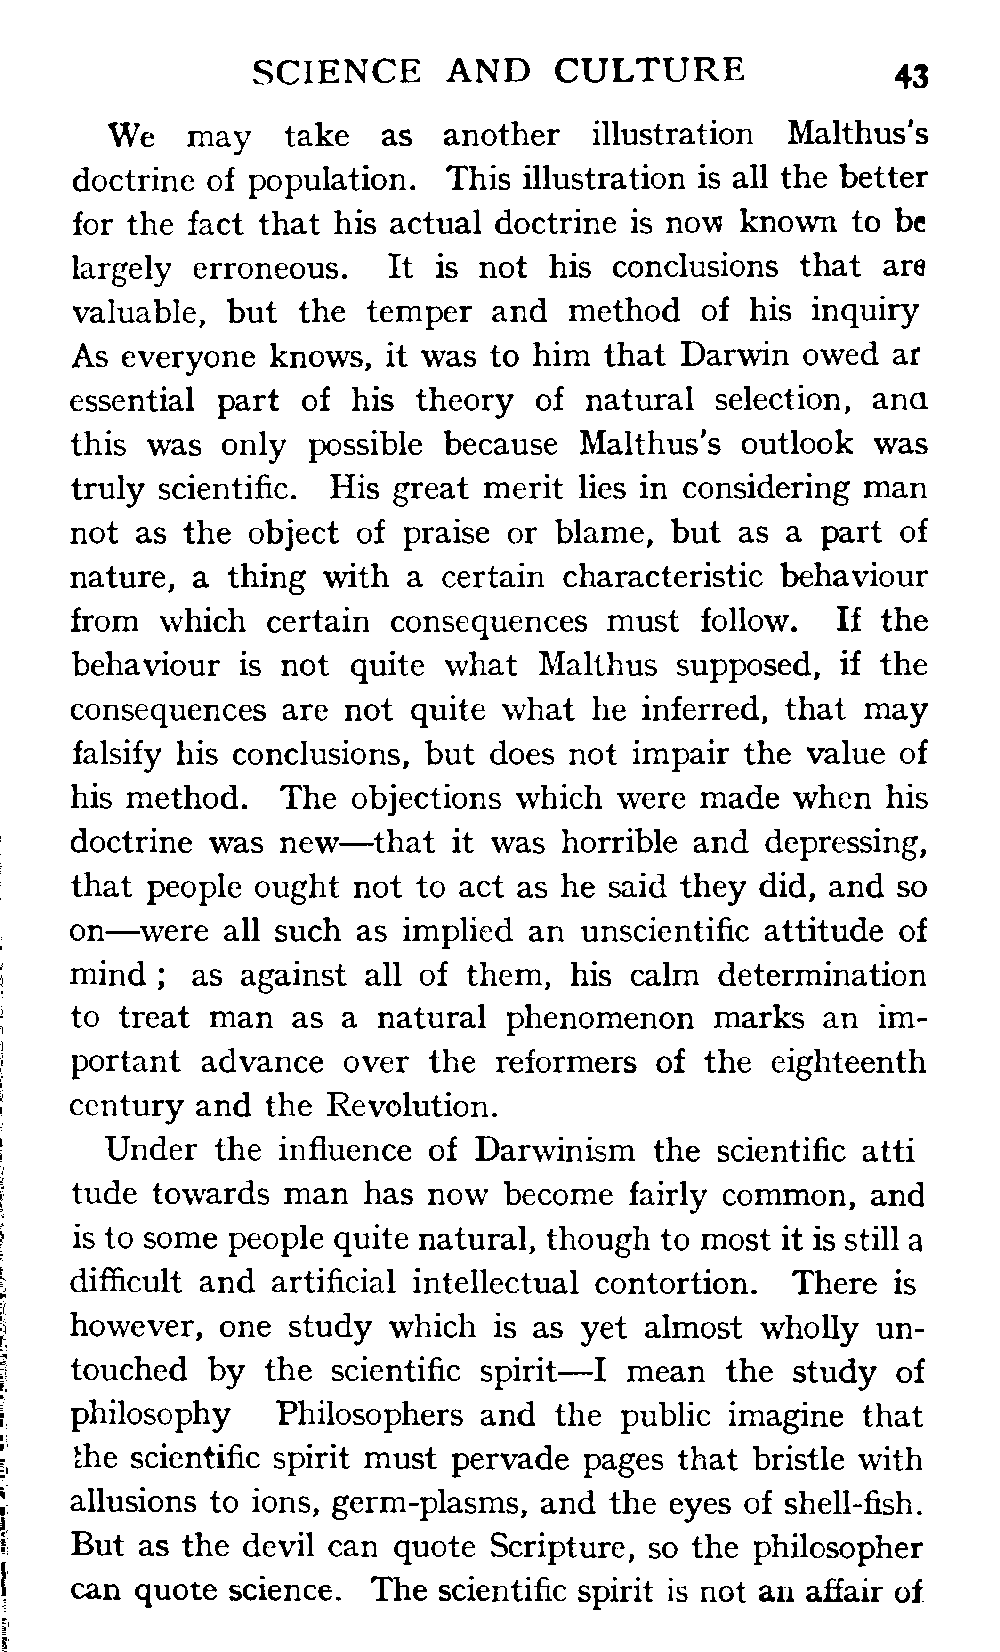 SCIENCE AND CULTURE 43
We may take as another illustration Malthus's
doctrine of population. This illustration is all the better
for the fact that his actual doctrine is now known to be
largely erroneous. It is not his conclusions that are
valuable, but the temper and method of his inquiry
As everyone knows, it was to him that Darwin owed an
essential part of his theory of natural selection, and
this was only possible because Malthus's outlook was
truly scientific. His great merit lies in considering man
not as the object of praise or blame, but as a part of
nature, a thing with a certain characteristic behaviour
from which certain consequences must follow. If the
behaviour is not quite what Malthus supposed, if the
consequences are not quite what he inferred, that may
falsify his conclusions, but does not impair the value of
his method. The objections which were made when his
doctrine was new—that it was horrible and depressing,
that people ought not to act as he said they did, and so
on—were all such as implied an unscientific attitude of
mind ; as against all of them, his calm determination
to treat man as a natural phenomenon marks an im-
portant advance over the reformers of the eighteenth
century and the Revolution.
Under the influence of Darwinism the scientific atti
tude towards man has now become fairly common, and
is to some people quite natural, though to most it is still a
difficult and artificial intellectual contortion. There is
however, one study which is as yet almost wholly un-
touched by the scientific spirit—I mean the study of
philosophy Philosophers and the public imagine that
the scientific spirit must pervade pages that bristle with
allusions to ions, germ-plasms, and the eyes of shell-fish.
But as the devil can quote Scripture, so the philosopher
can quote science. The scientific spirit is not an affair of